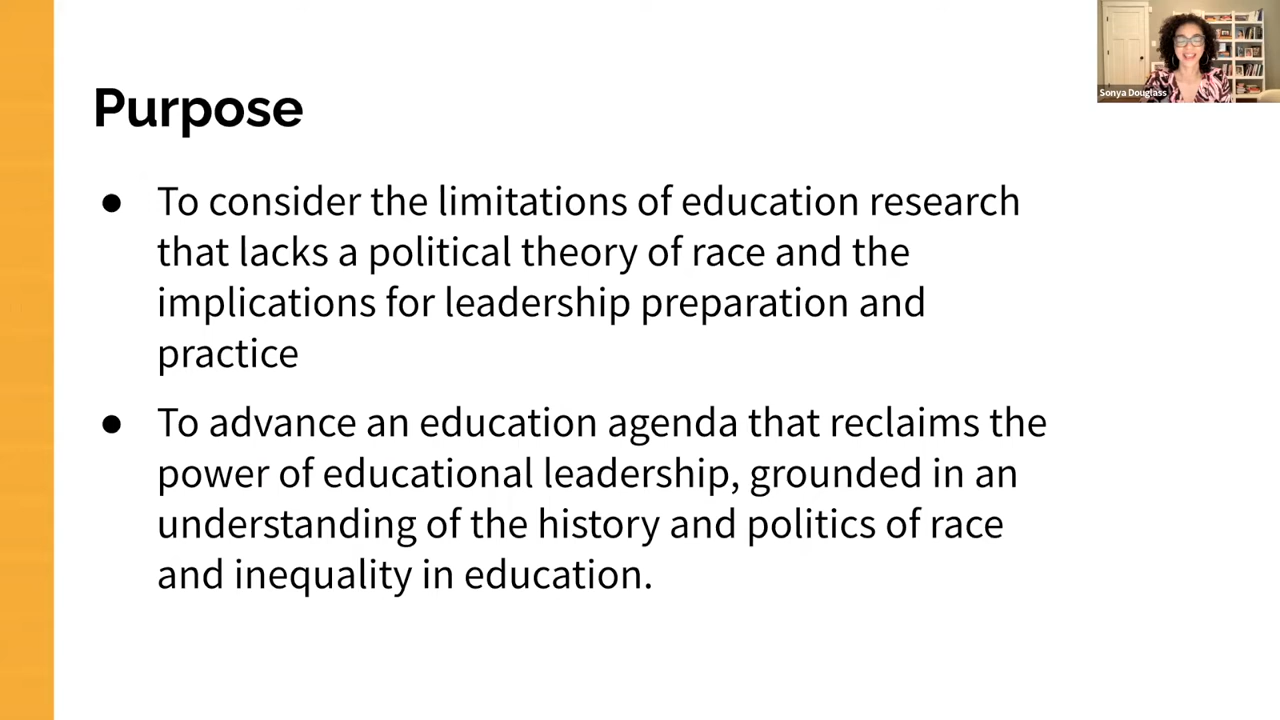 Sonya Douglass
Purpose
● To consider the limitations of education research
that lacks a political theory of race and the
implications for leadership preparation and
practice
● To advance an education agenda that reclaims the
power of educational leadership, grounded in an
understanding of the history and politics of race
and inequality in education.